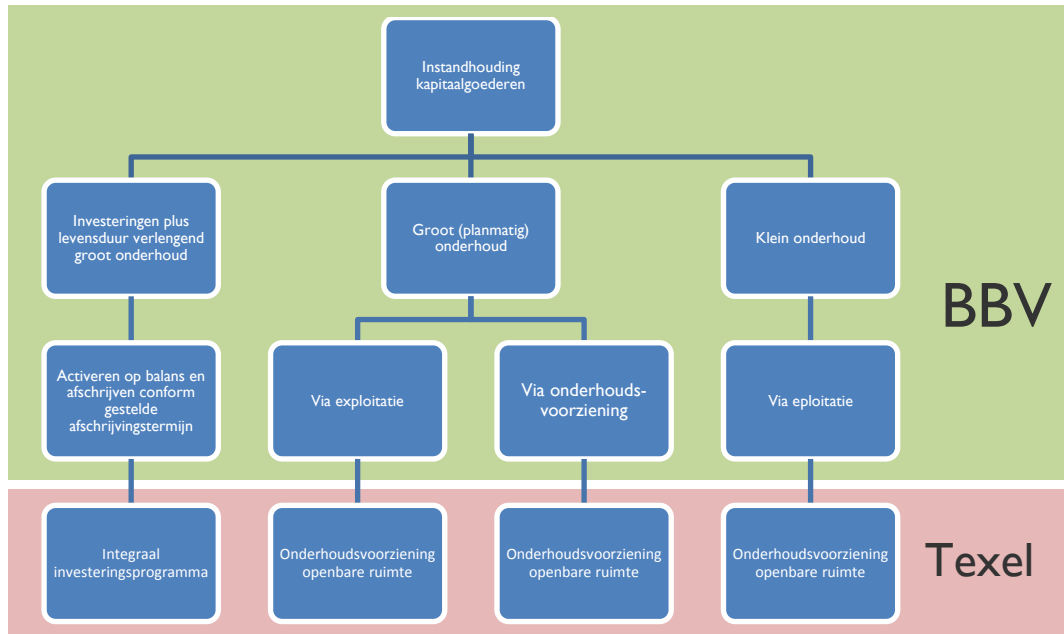 Instandhouding
kapitaalgoederen
Investeringen plus
levensduur verlengend
groot onderhoud
Groot (planmatig)
onderhoud
Klein onderhoud
BBV
Activeren op balans en
afschrijven conform
gestelde
afschrijvingstermijn
Via exploitatie
Via onderhouds-
voorziening
Via eploitatie
Integraal
investeringsprogramma
Onderhoudsvoorziening
openbare ruimte
Onderhoudsvoorziening
openbare ruimte
Onderhoudsvoorziening
openbare ruimte
Texel